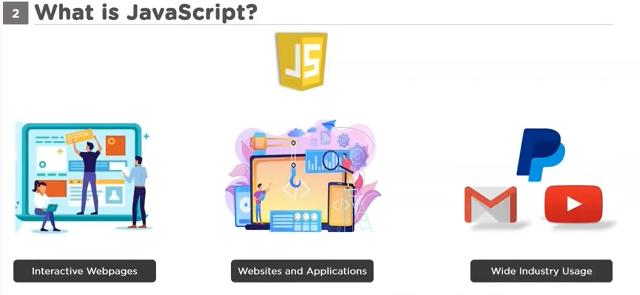 2 What is JavaScript?
JS
Interactive Webpages
Websites and Applications
Wide Industry Usage